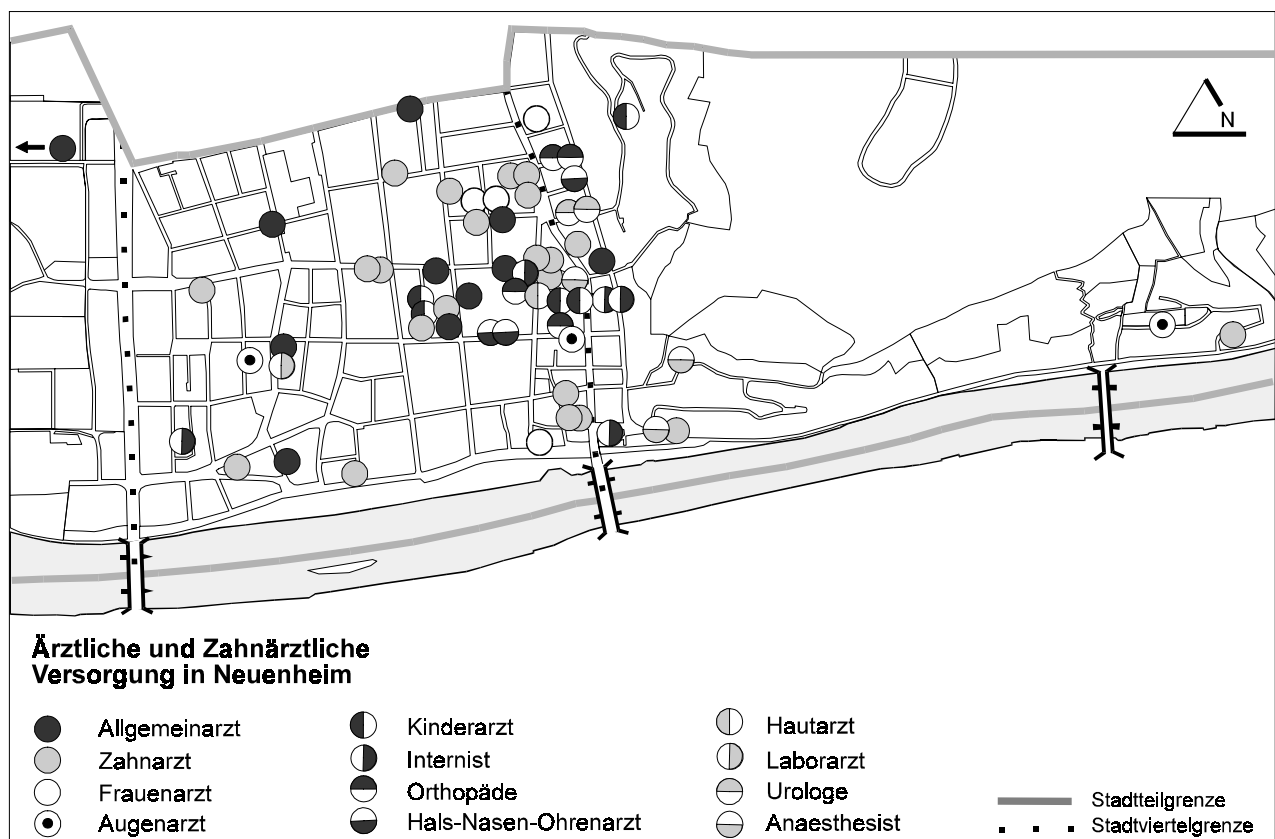 N
Ärztliche und Zahnärztliche
Versorgung in Neuenheim
Allgemeinarzt
Zahnarzt
Frauenarzt
Augenarzt
Kinderarzt
Internist
Orthopäde
Hals-Nasen-Ohrenarzt
Hautarzt
Laborarzt
Urologe
Anaesthesist
Stadtteilgrenze
Stadtviertelgrenze